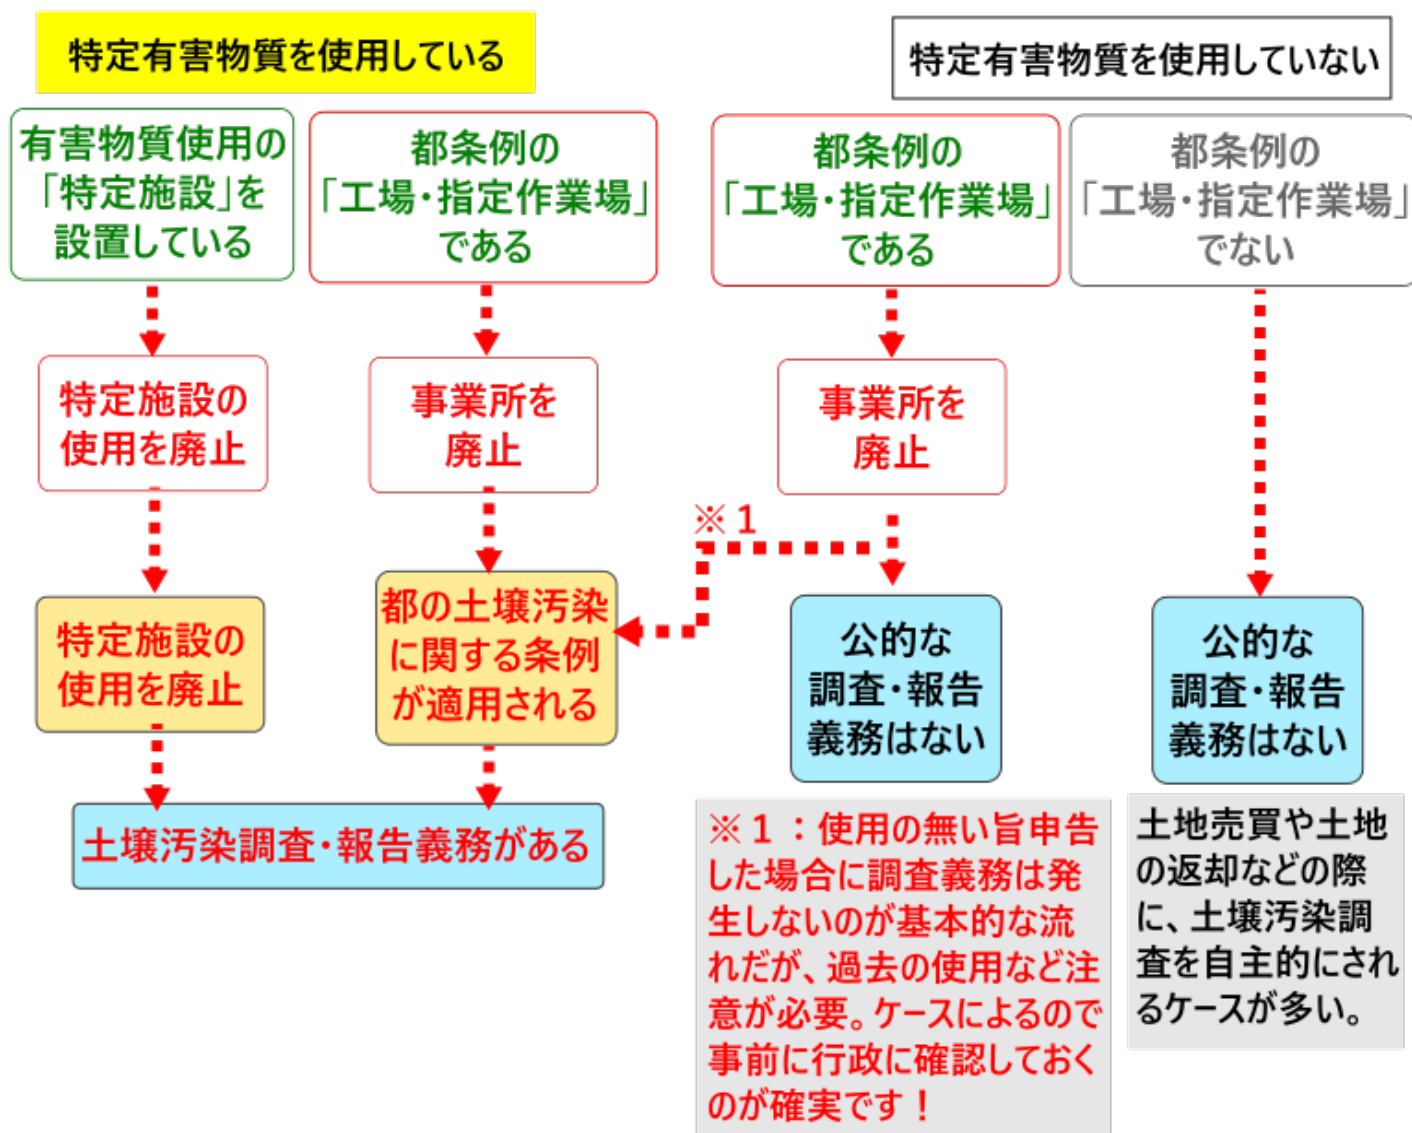 特定有害物質を使用している
特定有害物質を使用していない
有害物質使用の
「特定施設」を
設置している
都条例の
「工場・指定作業場」
である
都条例の
「工場・指定作業場」
である
都条例の
「工場・指定作業場」
でない
特定施設の
使用を廃止
事業所を
廃止
事業所を
廃止
※１
特定施設の
使用を廃止
都の土壌汚染
に関する条例
が適用される
公的な
調査・報告
義務はない
公的な
調査・報告
義務はない
土壌汚染調査・報告義務がある
※１：使用の無い旨申告
した場合に調査義務は発
生しないのが基本的な流
れだが、過去の使用など注
意が必要。ケースによるので
事前に行政に確認しておく
のが確実です！
土地売買や土地
の返却などの際
に、土壌汚染調
査を自主的にされ
るケースが多い。